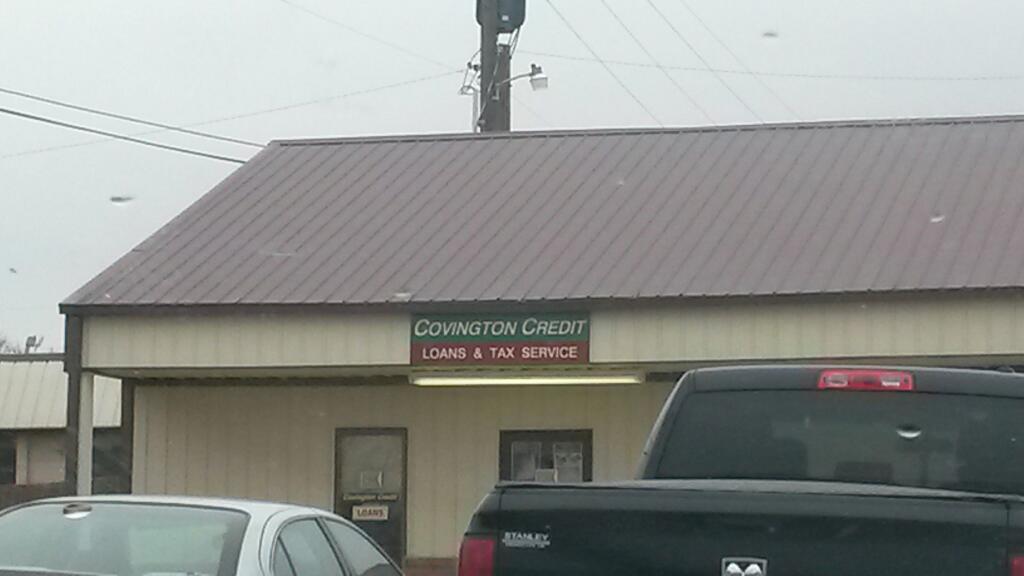 COVINGTON CREDIT
LOANS & TAX SERVICE
Covington Credit
LOANS
STANLEY